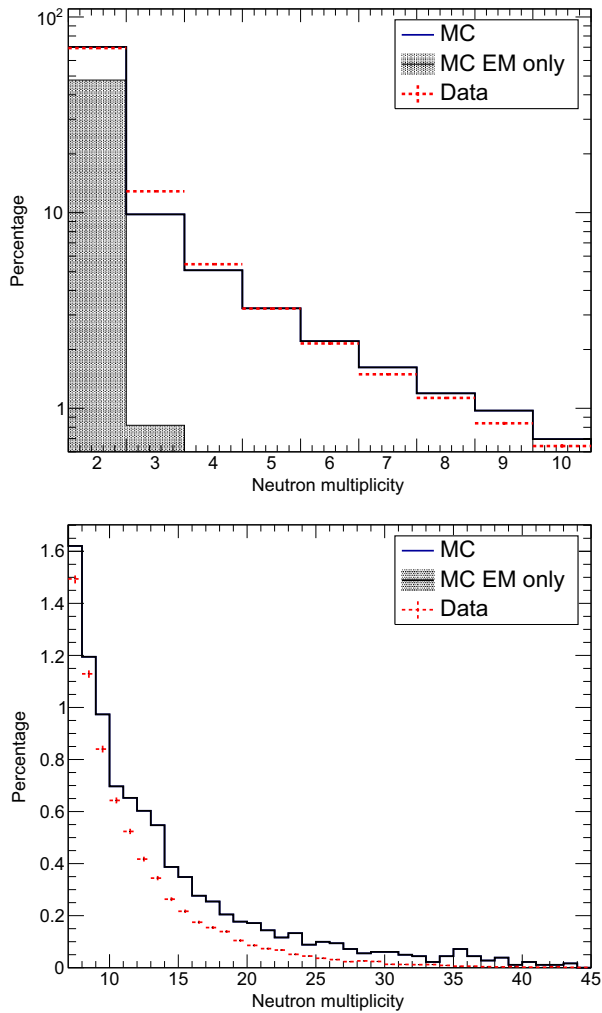 10²
MC
MC EM only
Data
Percentage
10
1
2 3 4 5 6 7 8 9 10
Neutron multiplicity
1.6
MC
MC EM only
Data
1.4
1.2
Percentage
1
0.8
0.6
0.4
0.2
0
10 15 20 25 30 35 40 45
Neutron multiplicity